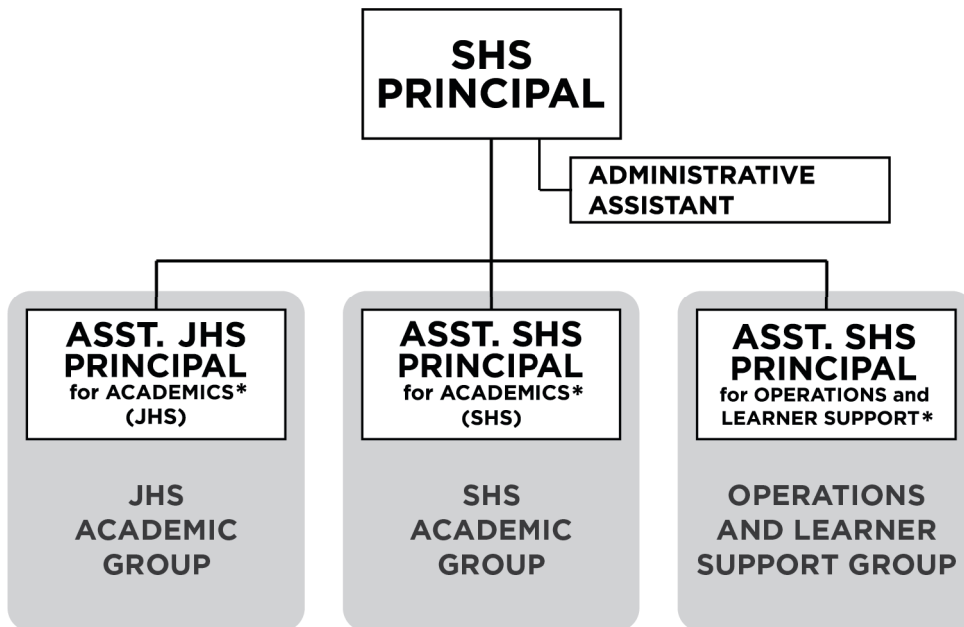 SHS
PRINCIPAL
ADMINISTRATIVE
ASSISTANT
ASST. JHS
PRINCIPAL
for ACADEMICS*
(JHS)
JHS
ACADEMIC
GROUP
ASST. SHS
PRINCIPAL
for ACADEMICS*
(SHS)
SHS
ACADEMIC
GROUP
ASST. SHS
PRINCIPAL
for OPERATIONS and
LEARNER SUPPORT*
OPERATIONS
AND LEARNER
SUPPORT GROUP